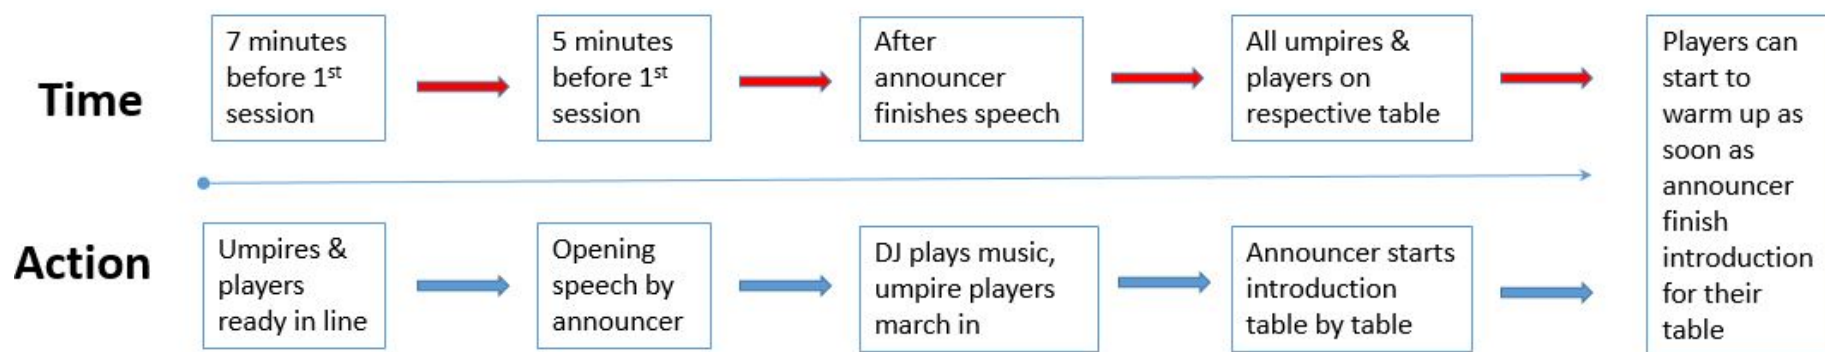 Time
7 minutes
before 1st
session
5 minutes
before 1st
session
After
announcer
finishes speech
All umpires &
players on
respective table
Players can
start to
warm up as
soon as
announcer
finish
introduction
for their
table
Action
Umpires &
players
ready in line
Opening
speech by
announcer
DJ plays music,
umpire players
march in
Announcer starts
introduction
table by table